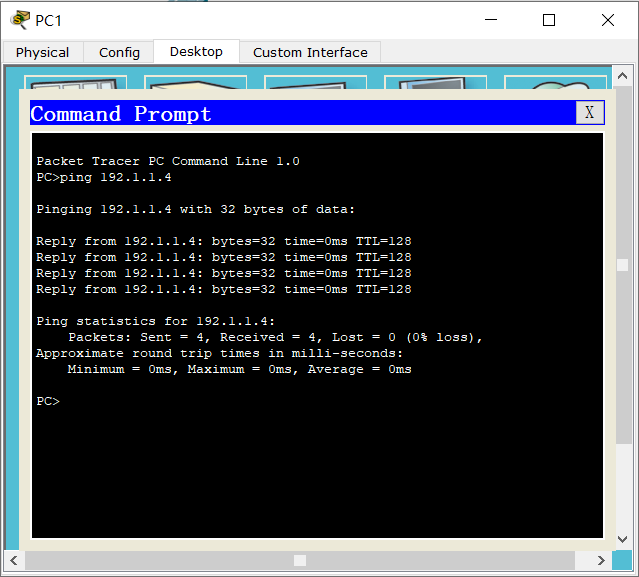 PC1
Physical Config Desktop Custom Interface
Command Prompt X
Packet Tracer PC Command Line 1.0
PC>ping 192.1.1.4
Pinging 192.1.1.4 with 32 bytes of data:
Reply from 192.1.1.4: bytes=32 time=0ms TTL=128
Reply from 192.1.1.4: bytes=32 time=0ms TTL=128
Reply from 192.1.1.4: bytes=32 time=0ms TTL=128
Reply from 192.1.1.4: bytes=32 time=0ms TTL=128
Ping statistics for 192.1.1.4:
Packets: Sent = 4, Received = 4, Lost = 0 (0% loss),
Approximate round trip times in milli-seconds:
Minimum = 0ms, Maximum = 0ms, Average = 0ms
PC>